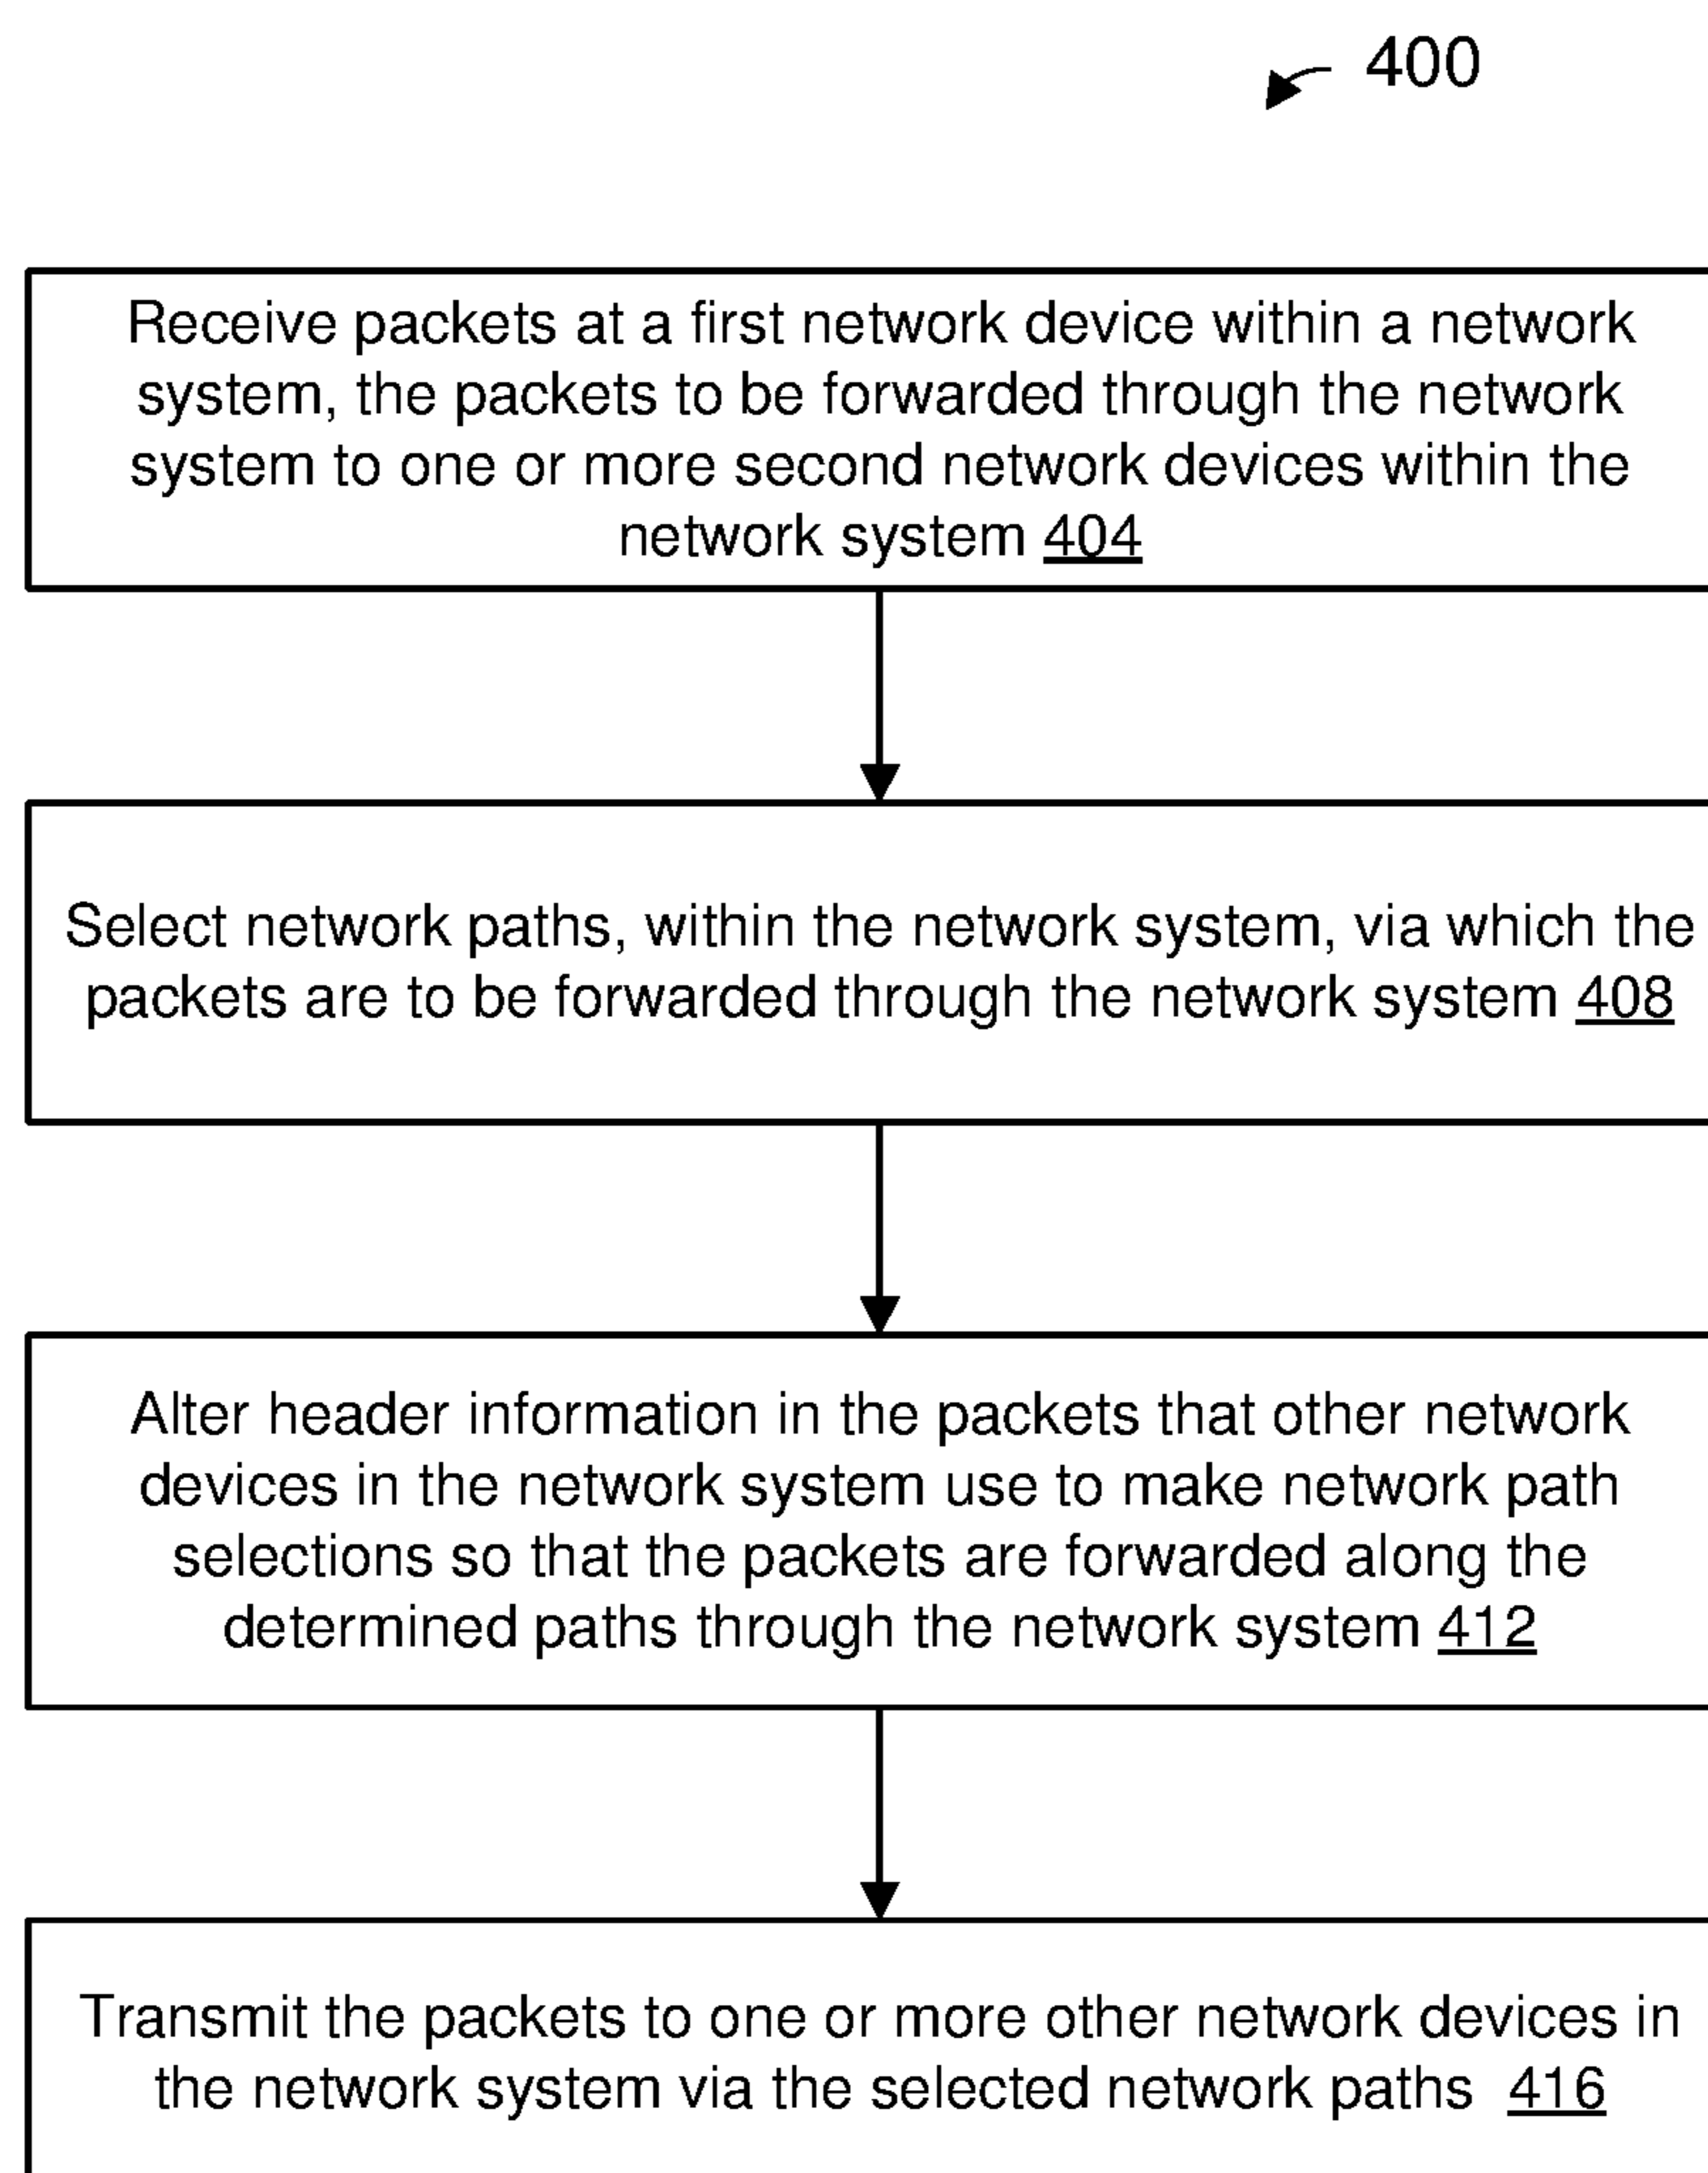 400
Receive packets at a first network device within a network
system, the packets to be forwarded through the network
system to one or more second network devices within the
network system 404
Select network paths, within the network system, via which the
packets are to be forwarded through the network system 408
Alter header information in the packets that other network
devices in the network system use to make network path
selections so that the packets are forwarded along the
determined paths through the network system 412
Transmit the packets to one or more other network devices in
the network system via the selected network paths 416